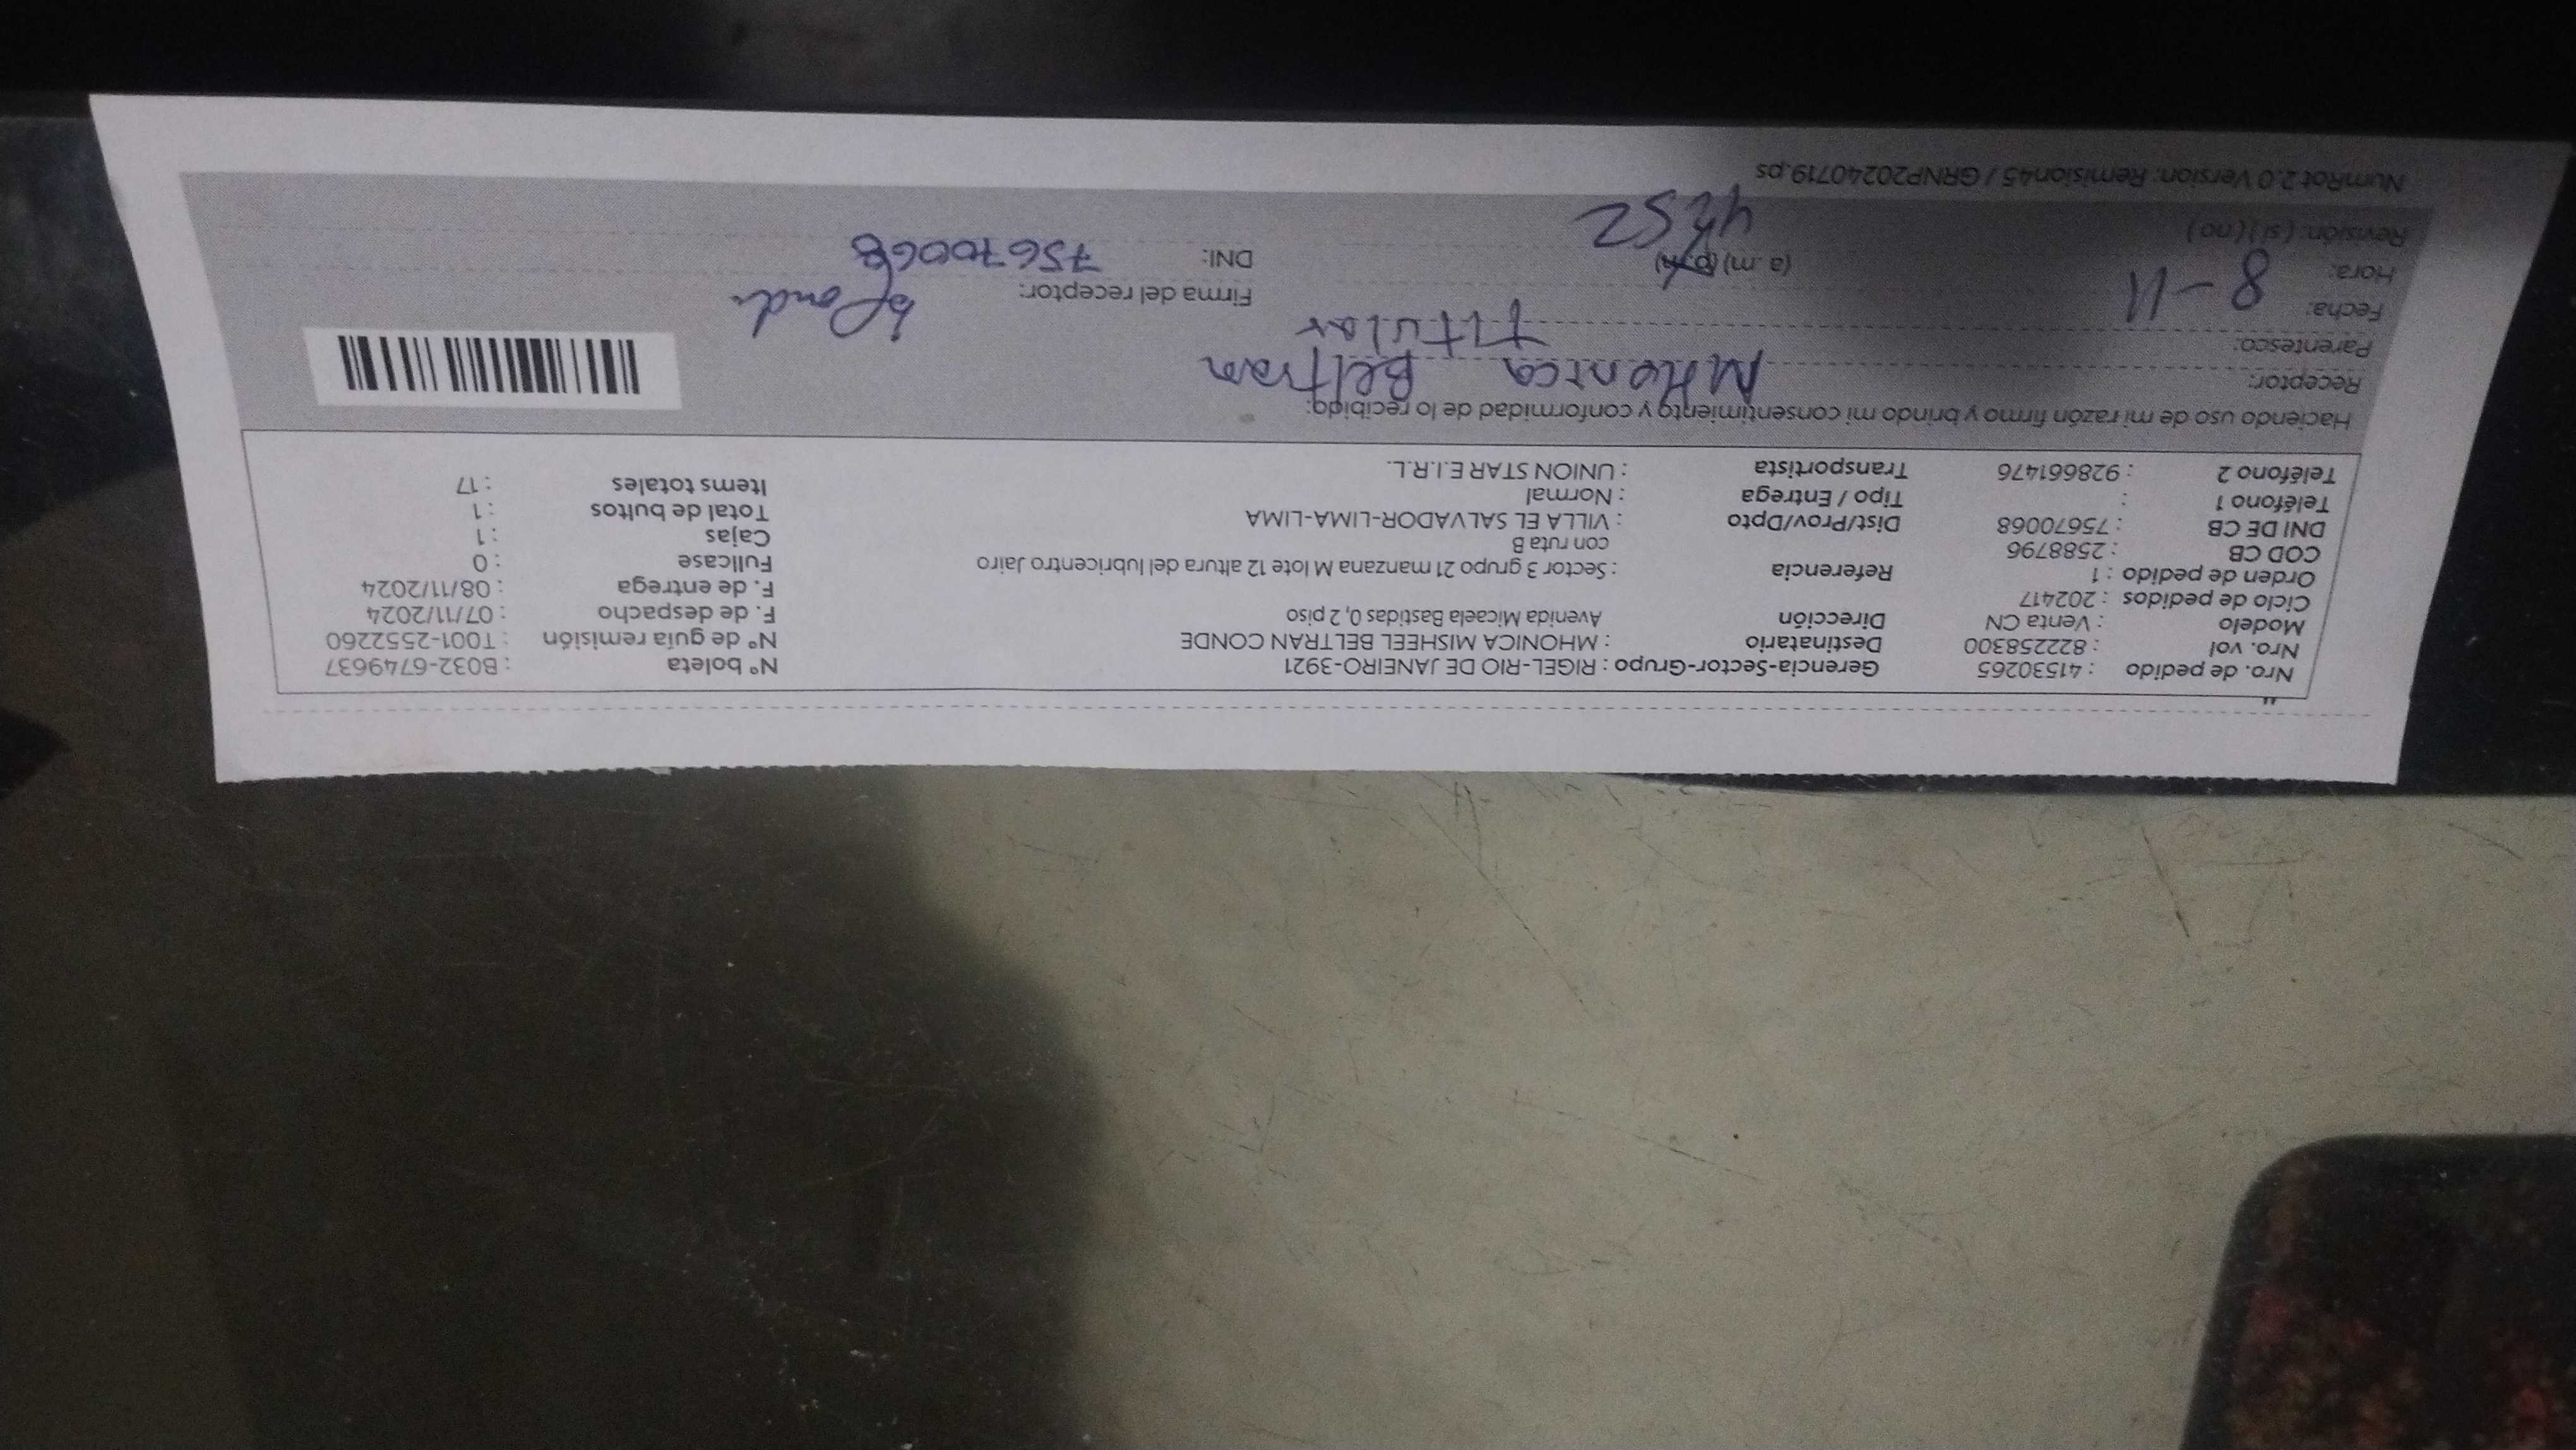 Nro. de pedido : 41530265 Gerencia-Sector-Grupo : RIGEL-RIO DE JANEIRO-3921 N° boleta : B032-6749637
Nro. vol : 822258300 Destinatario : MHONICA MISHEEL BELTRAN CONDE N° de guía remisión : T001-2552260
Modelo : Venta CN Dirección Avenida Micaela Bastidas 0, 2 piso F. de despacho : 07/11/2024
Ciclo de pedidos : 202417 F. de entrega : 08/11/2024
Orden de pedido : 1 Referencia : Sector 3 grupo 21 manzana M lote 12 altura del lubricentro Jairo Fullcase : 0
COD CB : 2588796 con ruta B Cajas : 1
DNI DE CB : 75670068 Dist/Prov/Dpto : VILLA EL SALVADOR-LIMA-LIMA Total de bultos : 1
Teléfono 1 : Tipo / Entrega : Normal Items totales : 17
Teléfono 2 : 928661476 Transportista : UNION STAR E.I.R.L.
Haciendo uso de mi razón firmo y brindo mi consentimiento y conformidad de lo recibido:
Receptor: MHonica Beltran
Parentesco: Titular
Fecha: 8-11 Firma del receptor:
Hora: (a. m) (p. m) DNI: 75670068
Revisión: (si) (no)
NumRot 2.0 Version: Remision45 / GRNP20240719.ps